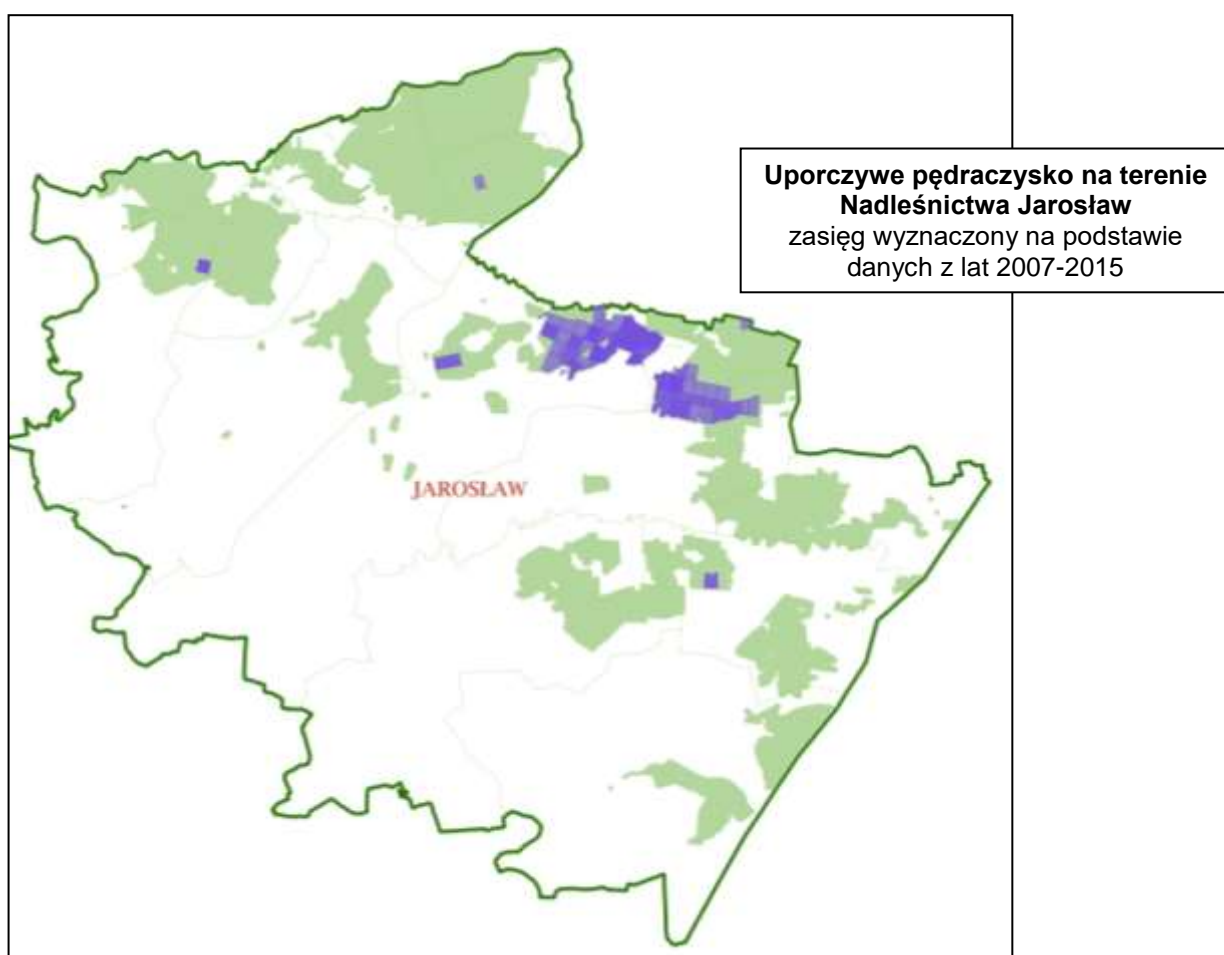 Uporczywe pędraczysko na terenie
Nadleśnictwa Jarosław
zasięg wyznaczony na podstawie
danych z lat 2007-2015
JAROSŁAW